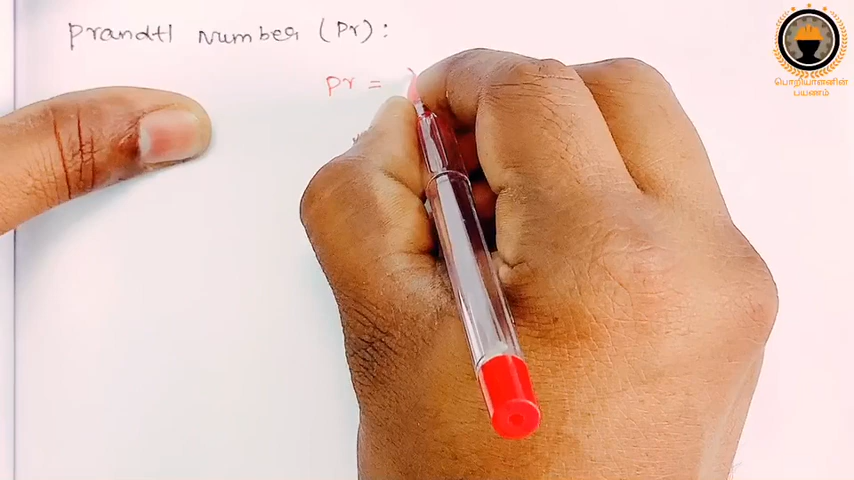 prandtl number (Pr):
Pr =
பொறியாளனின்
பயணம்